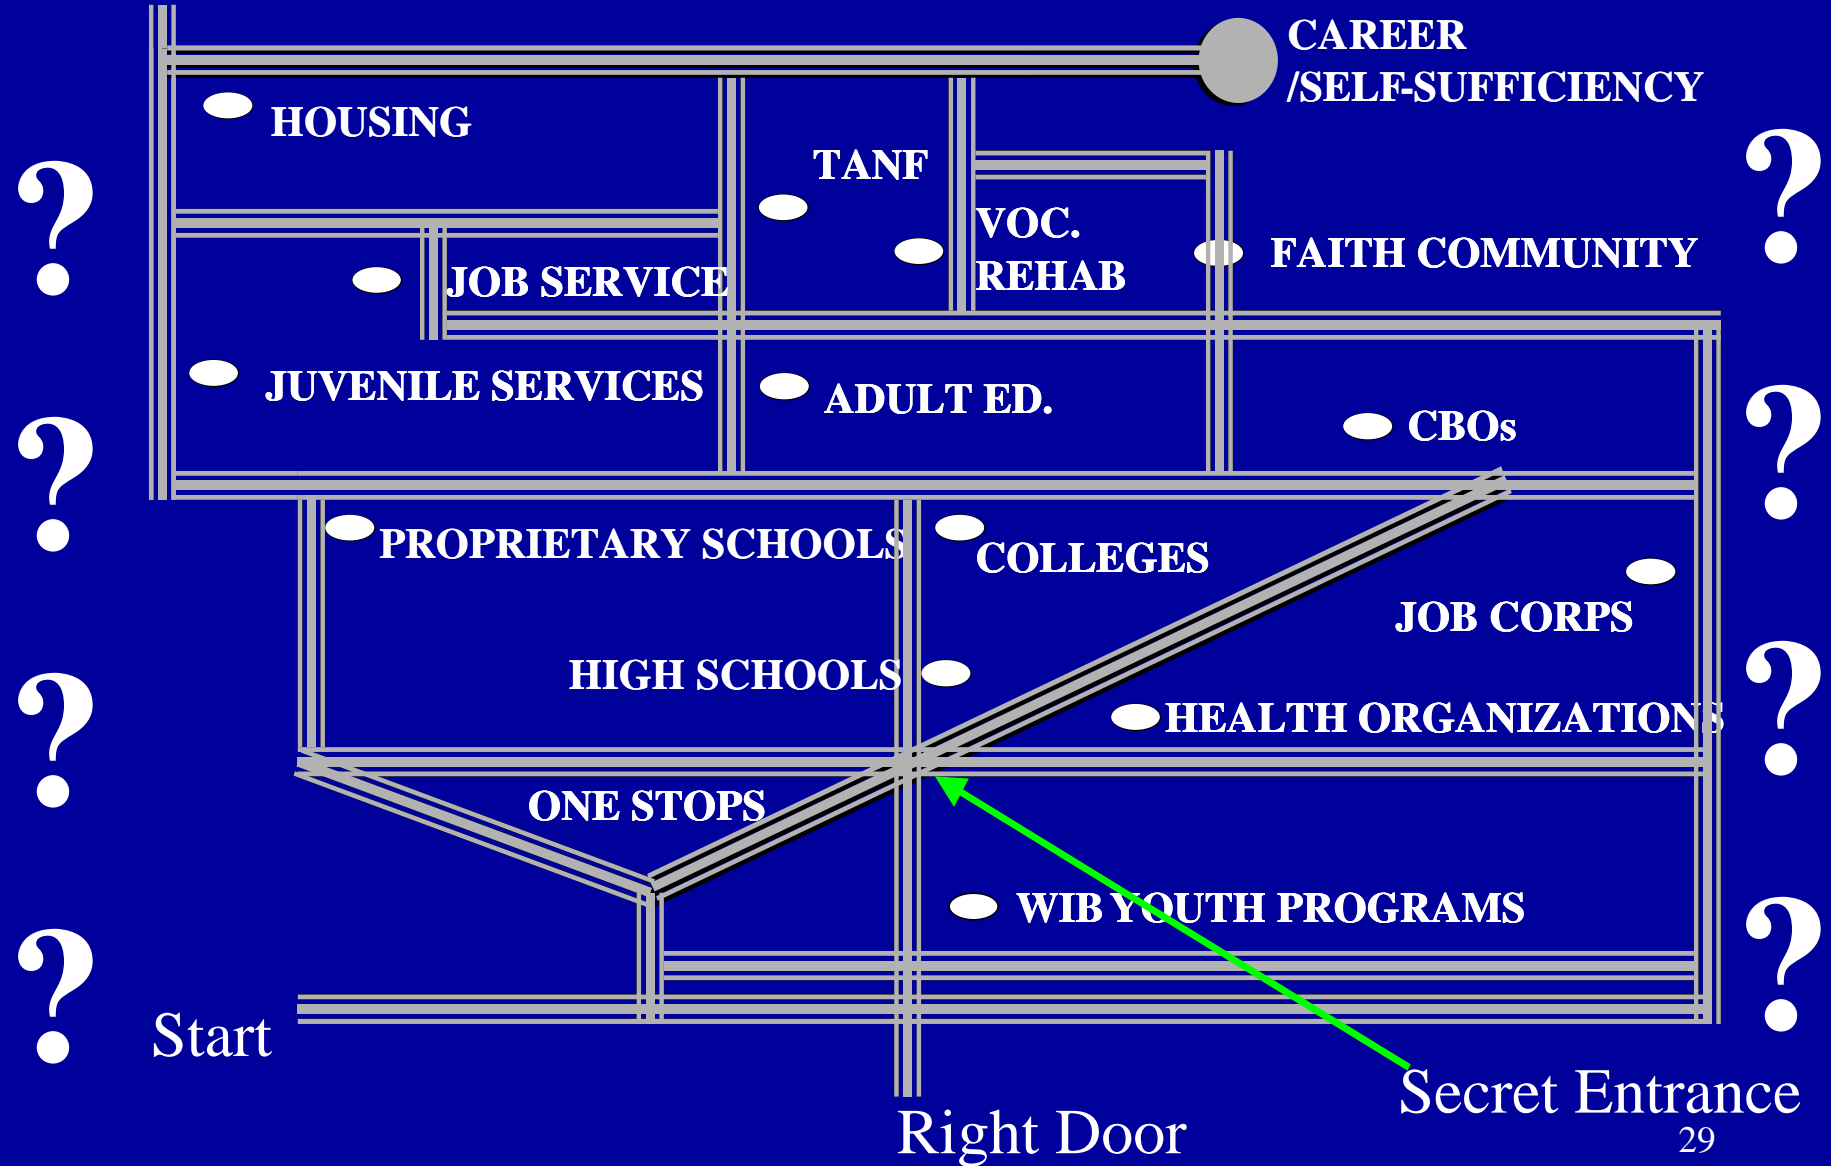 CAREER
/SELF-SUFFICIENCY
HOUSING
TANF
? ?
VOC.
REHAB
FAITH COMMUNITY
JOB SERVICE
JUVENILE SERVICES
ADULT ED.
CBOs
? ?
PROPRIETARY SCHOOLS
COLLEGES
JOB CORPS
HIGH SCHOOLS
HEALTH ORGANIZATIONS
? ?
ONE STOPS
WIB YOUTH PROGRAMS
? ?
Start
Secret Entrance
Right Door
29